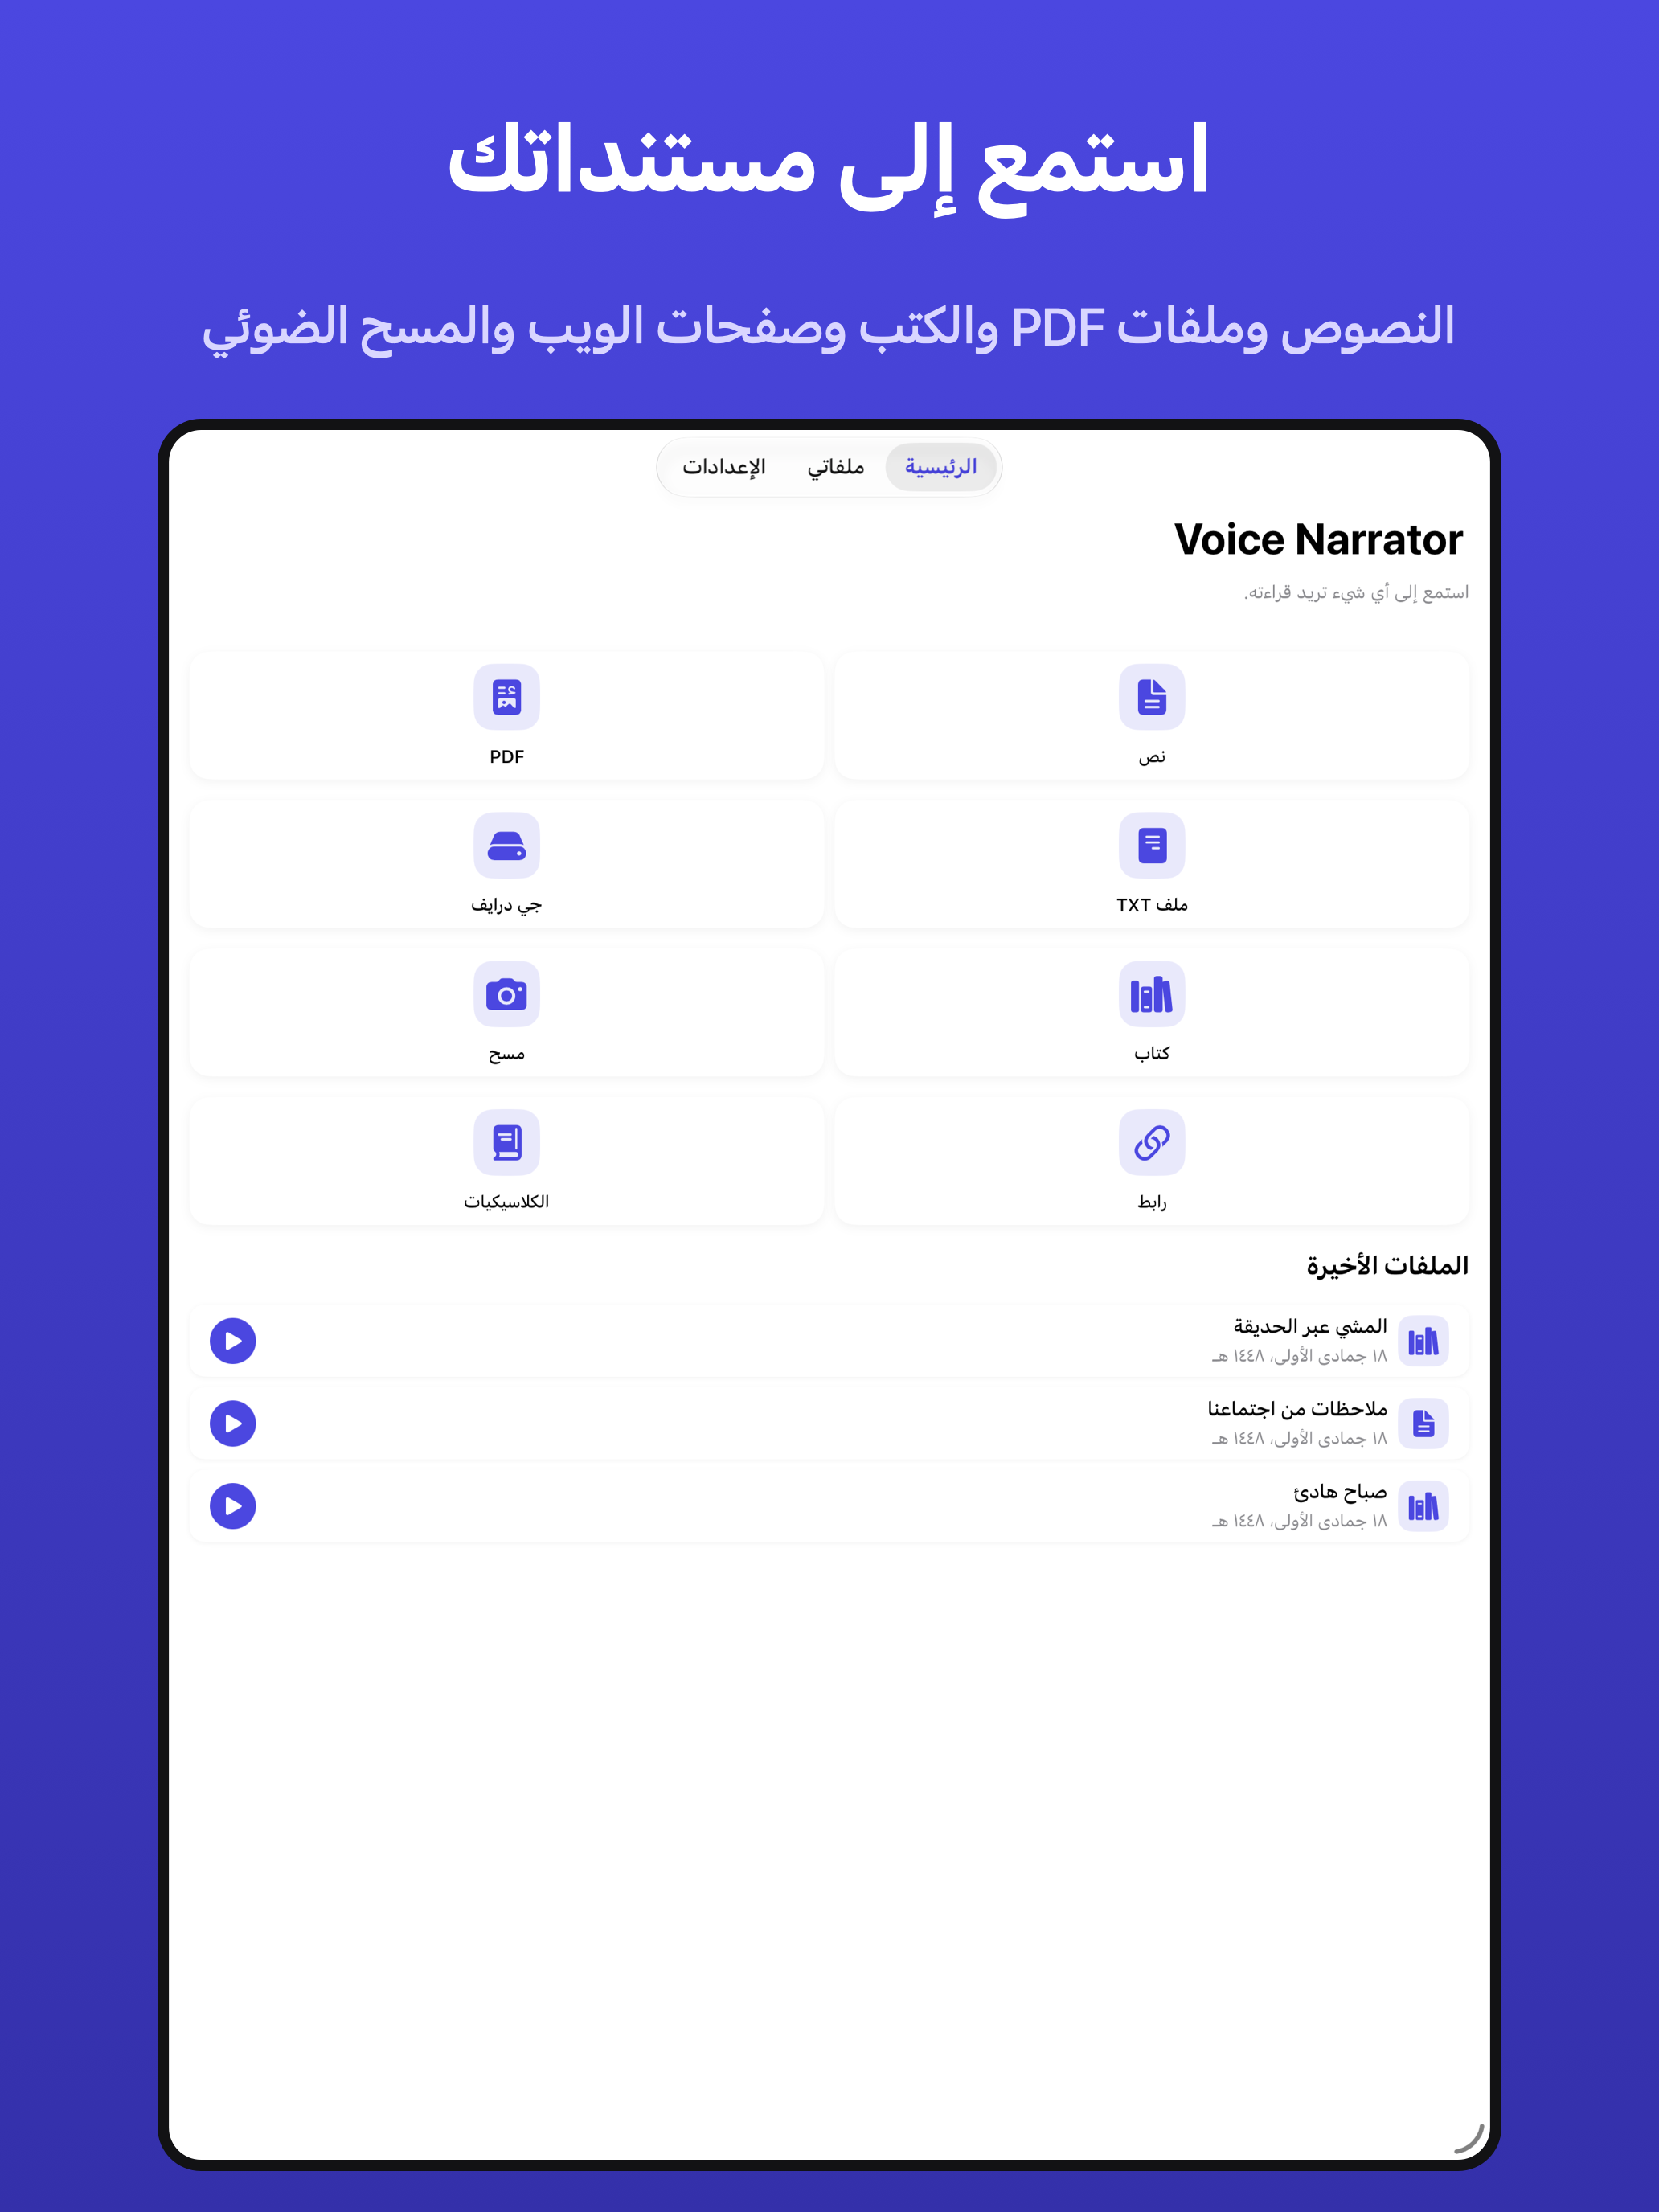 استمع إلى مستنداتك
النصوص وملفات PDF والكتب وصفحات الويب والمسح الضوئي
الرئيسية ملفاتي الإعدادات
Voice Narrator
استمع إلى أي شيء تريد قراءته.
نص PDF
ملف TXT جي درايف
كتاب مسح
رابط الكلاسيكيات
الملفات الأخيرة
المشي عبر الحديقة
١٨ جمادى الأولى، ١٤٤٨ هـ
ملاحظات من اجتماعنا
١٨ جمادى الأولى، ١٤٤٨ هـ
صباح هادئ
١٨ جمادى الأولى، ١٤٤٨ هـ